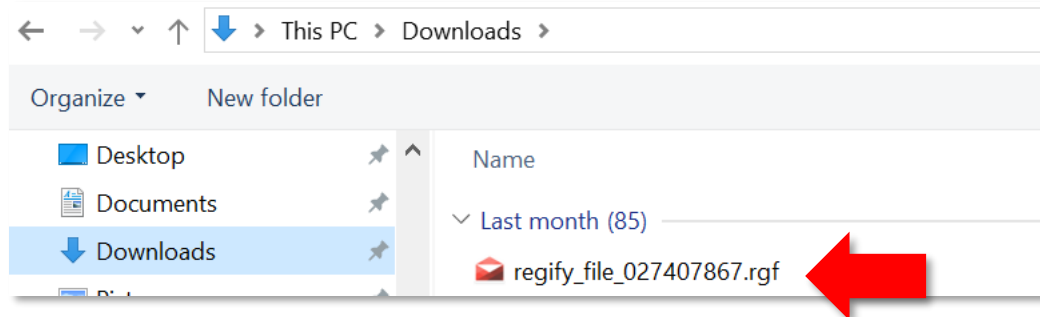 This PC > Downloads >
Organize New folder
Desktop
Documents
Downloads
Name
Last month (85)
regify_file_027407867.rgf